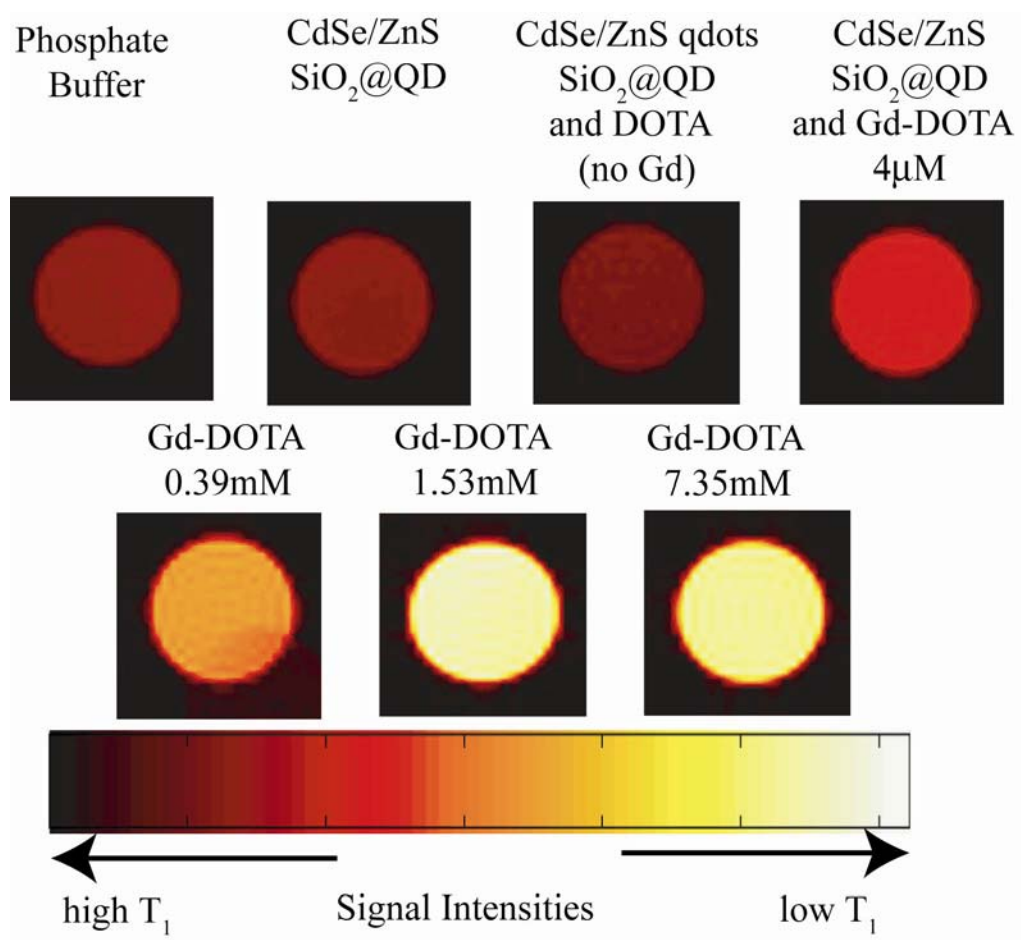 Phosphate
Buffer
CdSe/ZnS
SiO₂@QD
CdSe/ZnS qdots
SiO₂@QD
and DOTA
(no Gd)
CdSe/ZnS
SiO₂@QD
and Gd-DOTA
4μM
Gd-DOTA
0.39mM
Gd-DOTA
1.53mM
Gd-DOTA
7.35mM
high T₁
Signal Intensities
low T₁